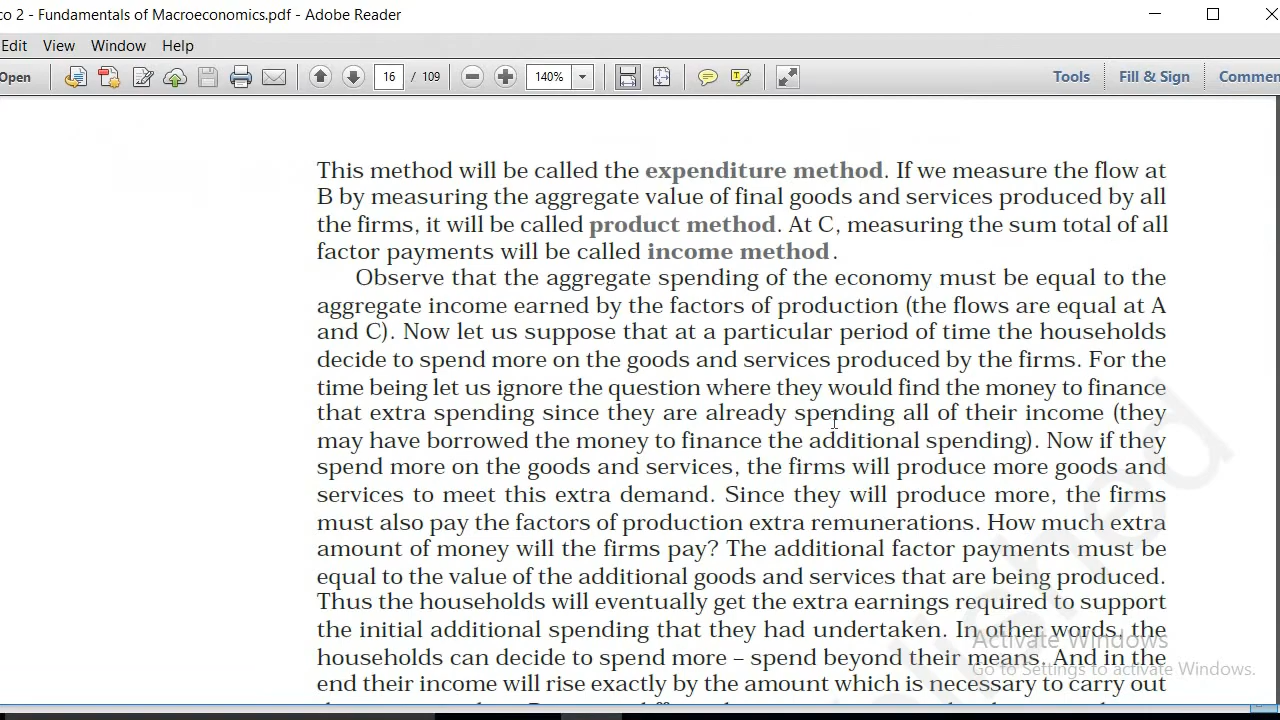 co 2 - Fundamentals of Macroeconomics.pdf - Adobe Reader
Edit View Window Help
Open 16 / 109 140% Tools Fill & Sign Commen
This method will be called the expenditure method. If we measure the flow at
B by measuring the aggregate value of final goods and services produced by all
the firms, it will be called product method. At C, measuring the sum total of all
factor payments will be called income method.
Observe that the aggregate spending of the economy must be equal to the
aggregate income earned by the factors of production (the flows are equal at A
and C). Now let us suppose that at a particular period of time the households
decide to spend more on the goods and services produced by the firms. For the
time being let us ignore the question where they would find the money to finance
that extra spending since they are already spending all of their income (they
may have borrowed the money to finance the additional spending). Now if they
spend more on the goods and services, the firms will produce more goods and
services to meet this extra demand. Since they will produce more, the firms
must also pay the factors of production extra remunerations. How much extra
amount of money will the firms pay? The additional factor payments must be
equal to the value of the additional goods and services that are being produced.
Thus the households will eventually get the extra earnings required to support
the initial additional spending that they had undertaken. In other words, the
households can decide to spend more – spend beyond their means. And in the
end their income will rise exactly by the amount which is necessary to carry out
Activate Windows
Go to Settings to activate Windows.